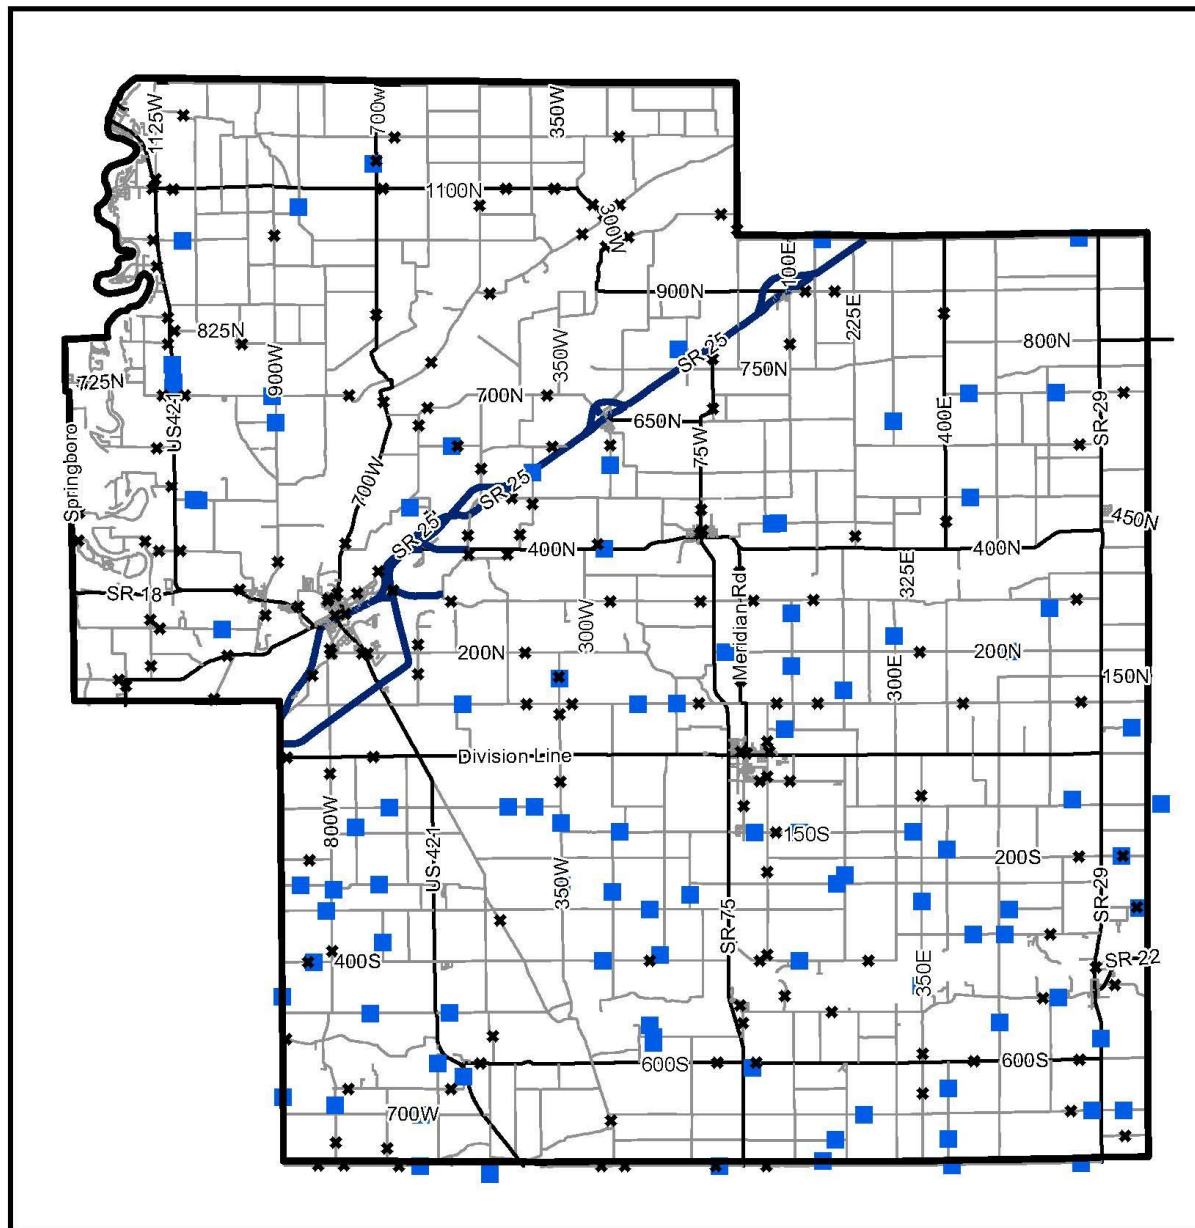 1125W
700w
350W
1100N
300W
N
100E
900N
225E
825N
SR-25
800N
900W
350W
750N
725N
700N
US421
650N
400E
SR-29
75W
Springboro
700W
SR-25
SR-25
450N
400N
400N
325E
SR-18
Meridian Rd
300W
200N
300E
200N
150N
Division Line
800W
150S
US-421
200S
350W
SR-29
SR-75
400S
350E
SR-22
600S
600S
700W